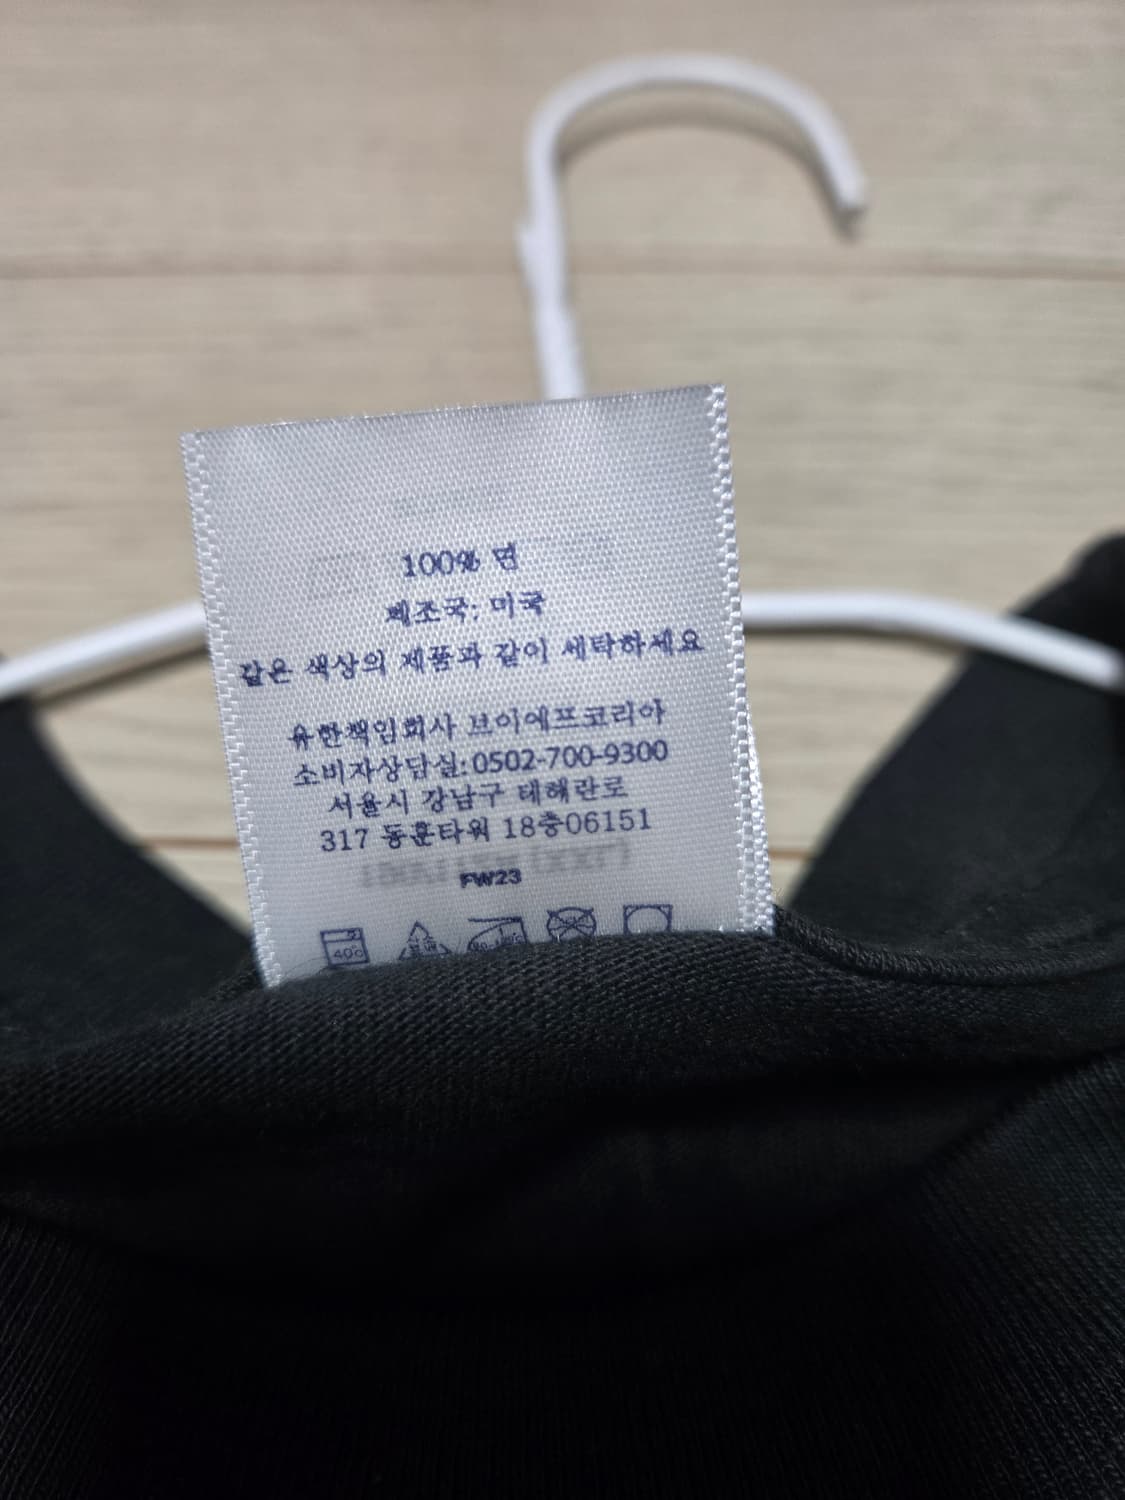 100% 면
제조국: 미국
같은 색상의 제품과 같이 세탁하세요
유한책임회사 브이에프코리아
소비자상담실:0502-700-9300
서울시 강남구 테헤란로
317 동훈타워 18층06151
FW23
40°